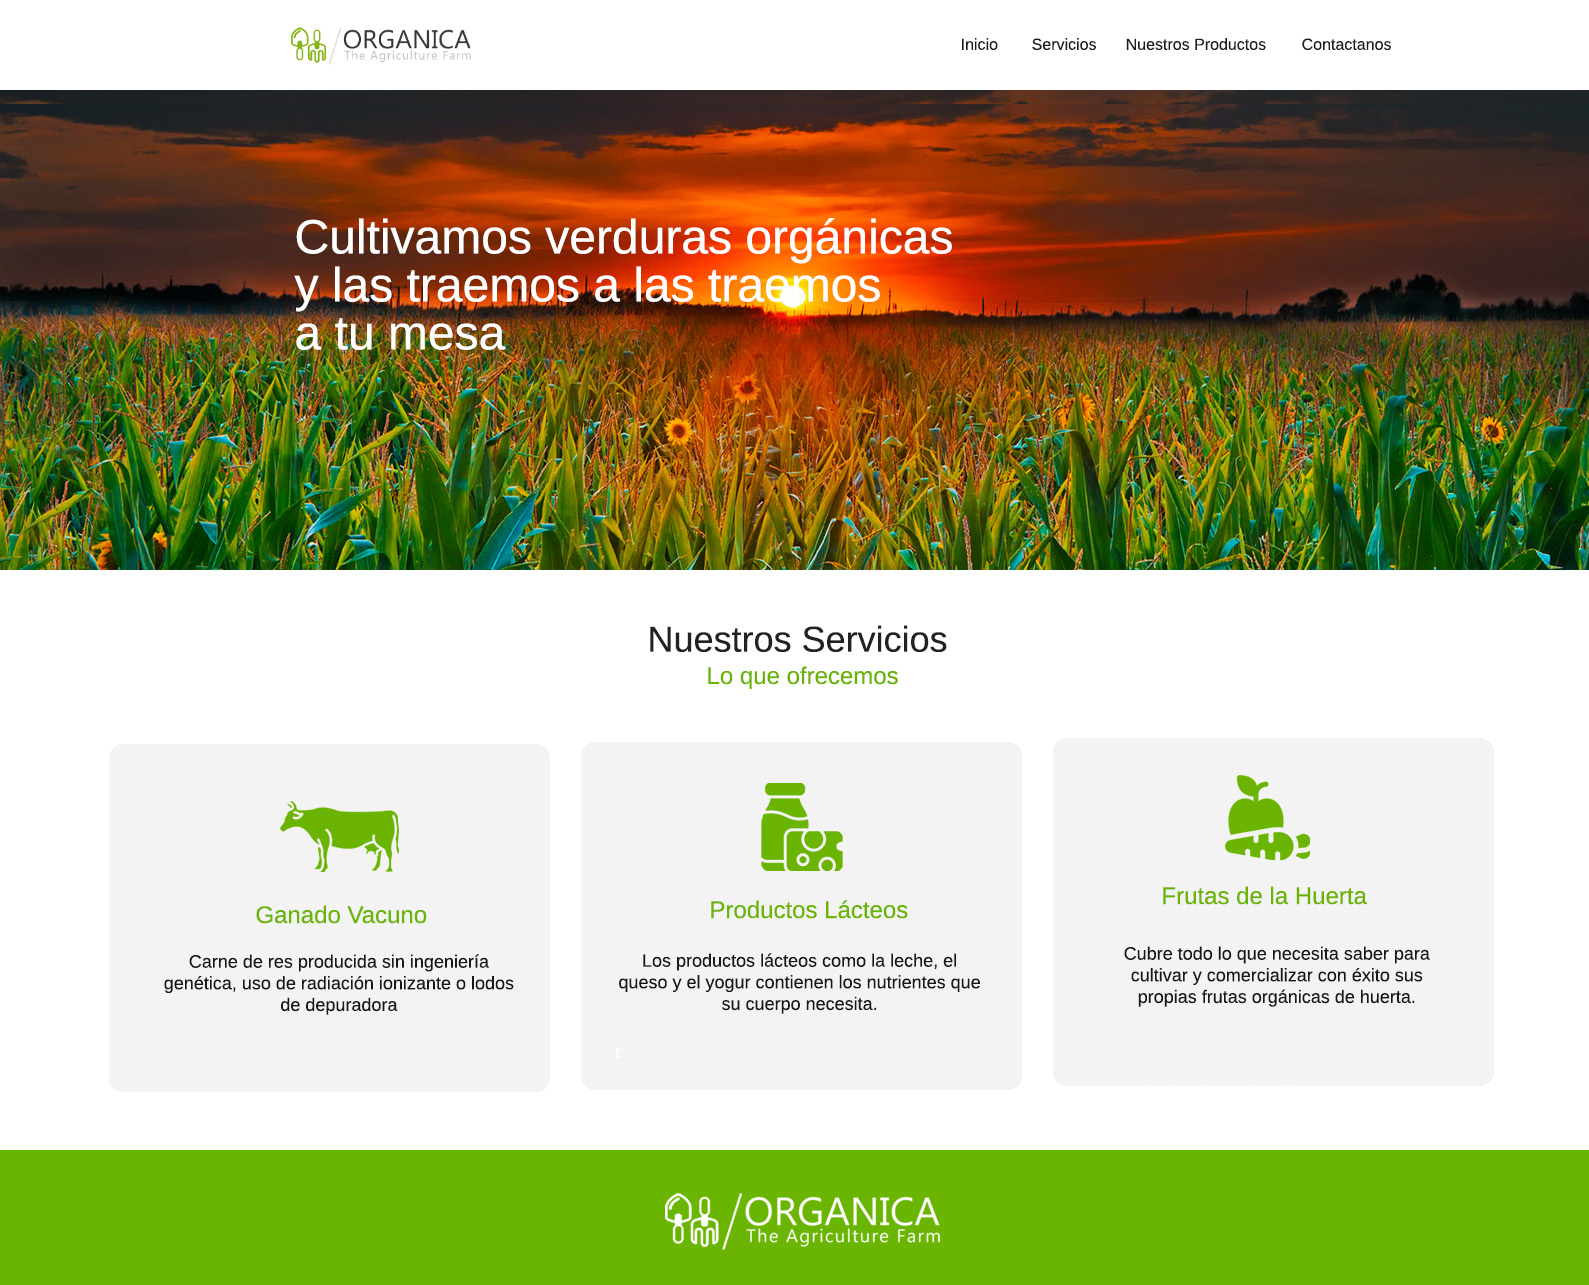 ORGANICA
The Agriculture Farm
Inicio Servicios Nuestros Productos Contactanos
Cultivamos verduras orgánicas
y las traemos a las traemos
a tu mesa
Nuestros Servicios
Lo que ofrecemos
Ganado Vacuno
Carne de res producida sin ingeniería
genética, uso de radiación ionizante o lodos
de depuradora
Productos Lácteos
Los productos lácteos como la leche, el
queso y el yogur contienen los nutrientes que
su cuerpo necesita.
t
Frutas de la Huerta
Cubre todo lo que necesita saber para
cultivar y comercializar con éxito sus
propias frutas orgánicas de huerta.
ORGANICA
The Agriculture Farm